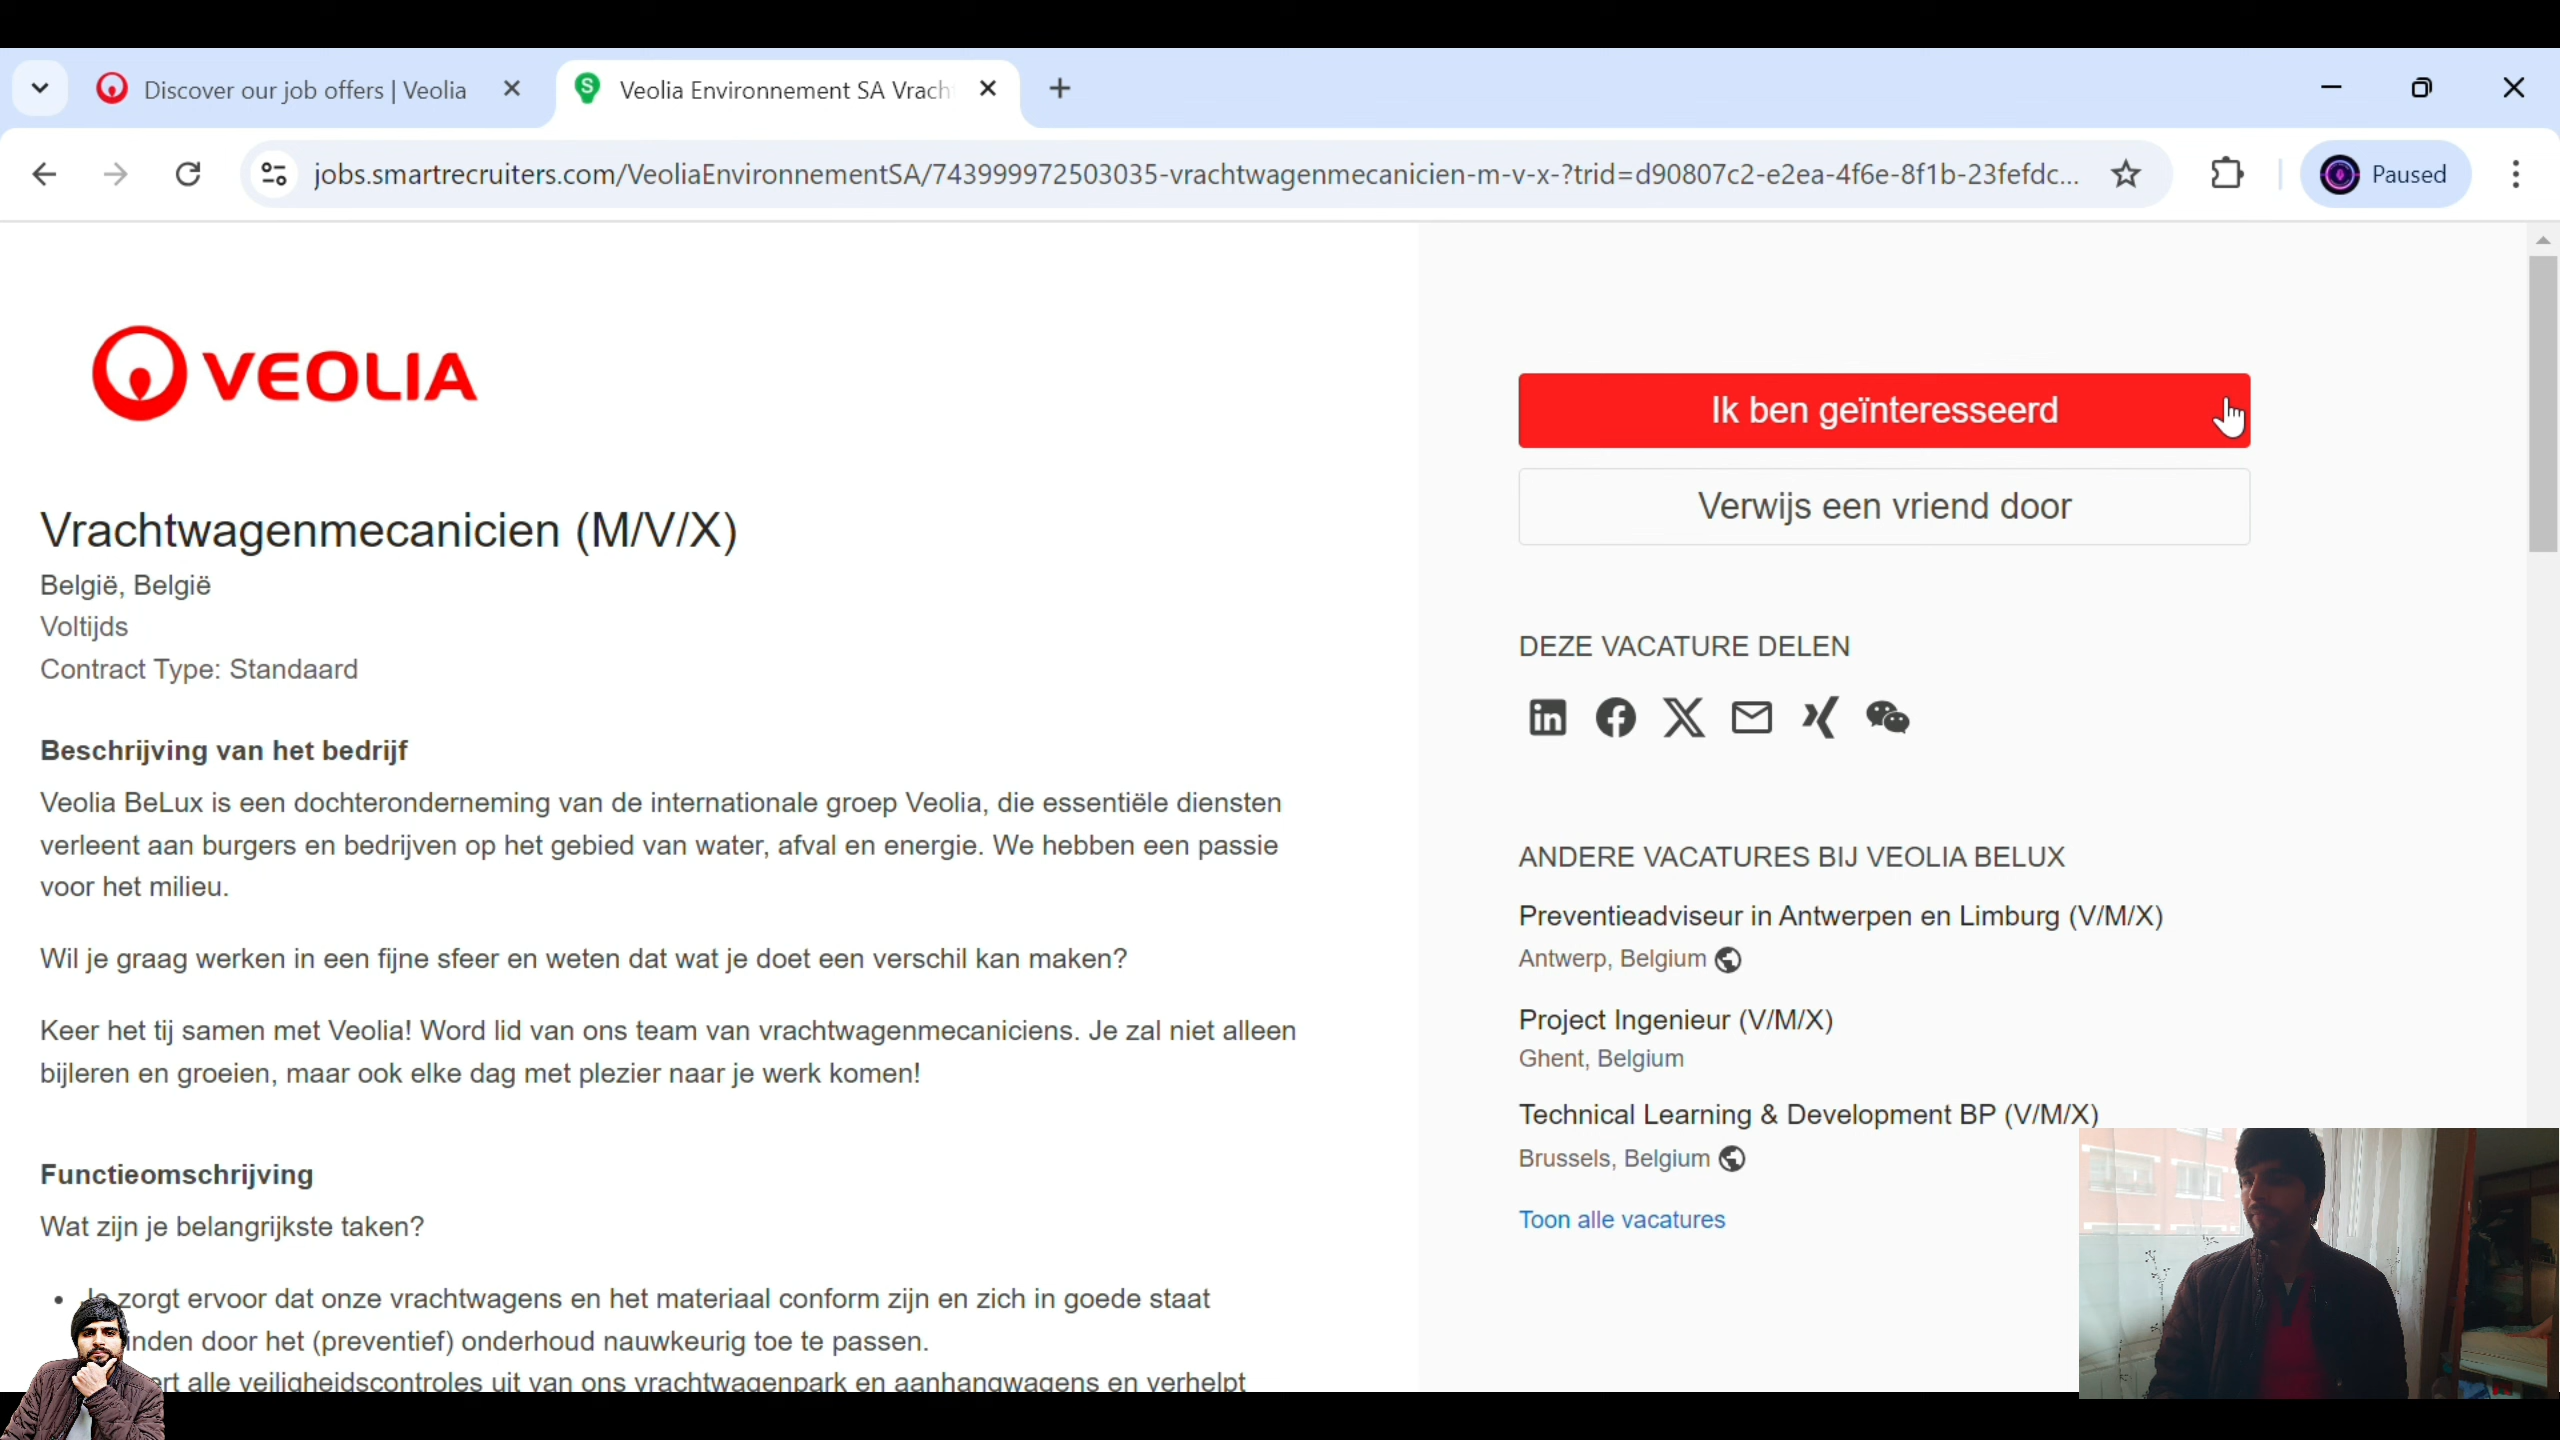 Discover our job offers | Veolia
Veolia Environnement SA Vrach
jobs.smartrecruiters.com/VeoliaEnvironnementSA/743999972503035-vrachtwagenmecanicien-m-v-x-?trid=d90807c2-e2ea-4f6e-8f1b-23fefdc...
Paused
VEOLIA
Vrachtwagenmecanicien (M/V/X)
België, België
Voltijds
Contract Type: Standaard
Beschrijving van het bedrijf
Veolia BeLux is een dochteronderneming van de internationale groep Veolia, die essentiële diensten
verleent aan burgers en bedrijven op het gebied van water, afval en energie. We hebben een passie
voor het milieu.
Wil je graag werken in een fijne sfeer en weten dat wat je doet een verschil kan maken?
Keer het tij samen met Veolia! Word lid van ons team van vrachtwagenmecaniciens. Je zal niet alleen
bijleren en groeien, maar ook elke dag met plezier naar je werk komen!
Functieomschrijving
Wat zijn je belangrijkste taken?
zorgt ervoor dat onze vrachtwagens en het materiaal conform zijn en zich in goede staat
door het (preventief) onderhoud nauwkeurig toe te passen.
alle veiligheidscontroles uit van ons vrachtwagenpark en aanhangwagens en verhelpt
Ik ben geïnteresseerd
Verwijs een vriend door
DEZE VACATURE DELEN
ANDERE VACATURES BIJ VEOLIA BELUX
Preventieadviseur in Antwerpen en Limburg (V/M/X)
Antwerp, Belgium
Project Ingenieur (V/M/X)
Ghent, Belgium
Technical Learning & Development BP (V/M/X)
Brussels, Belgium
Toon alle vacatures